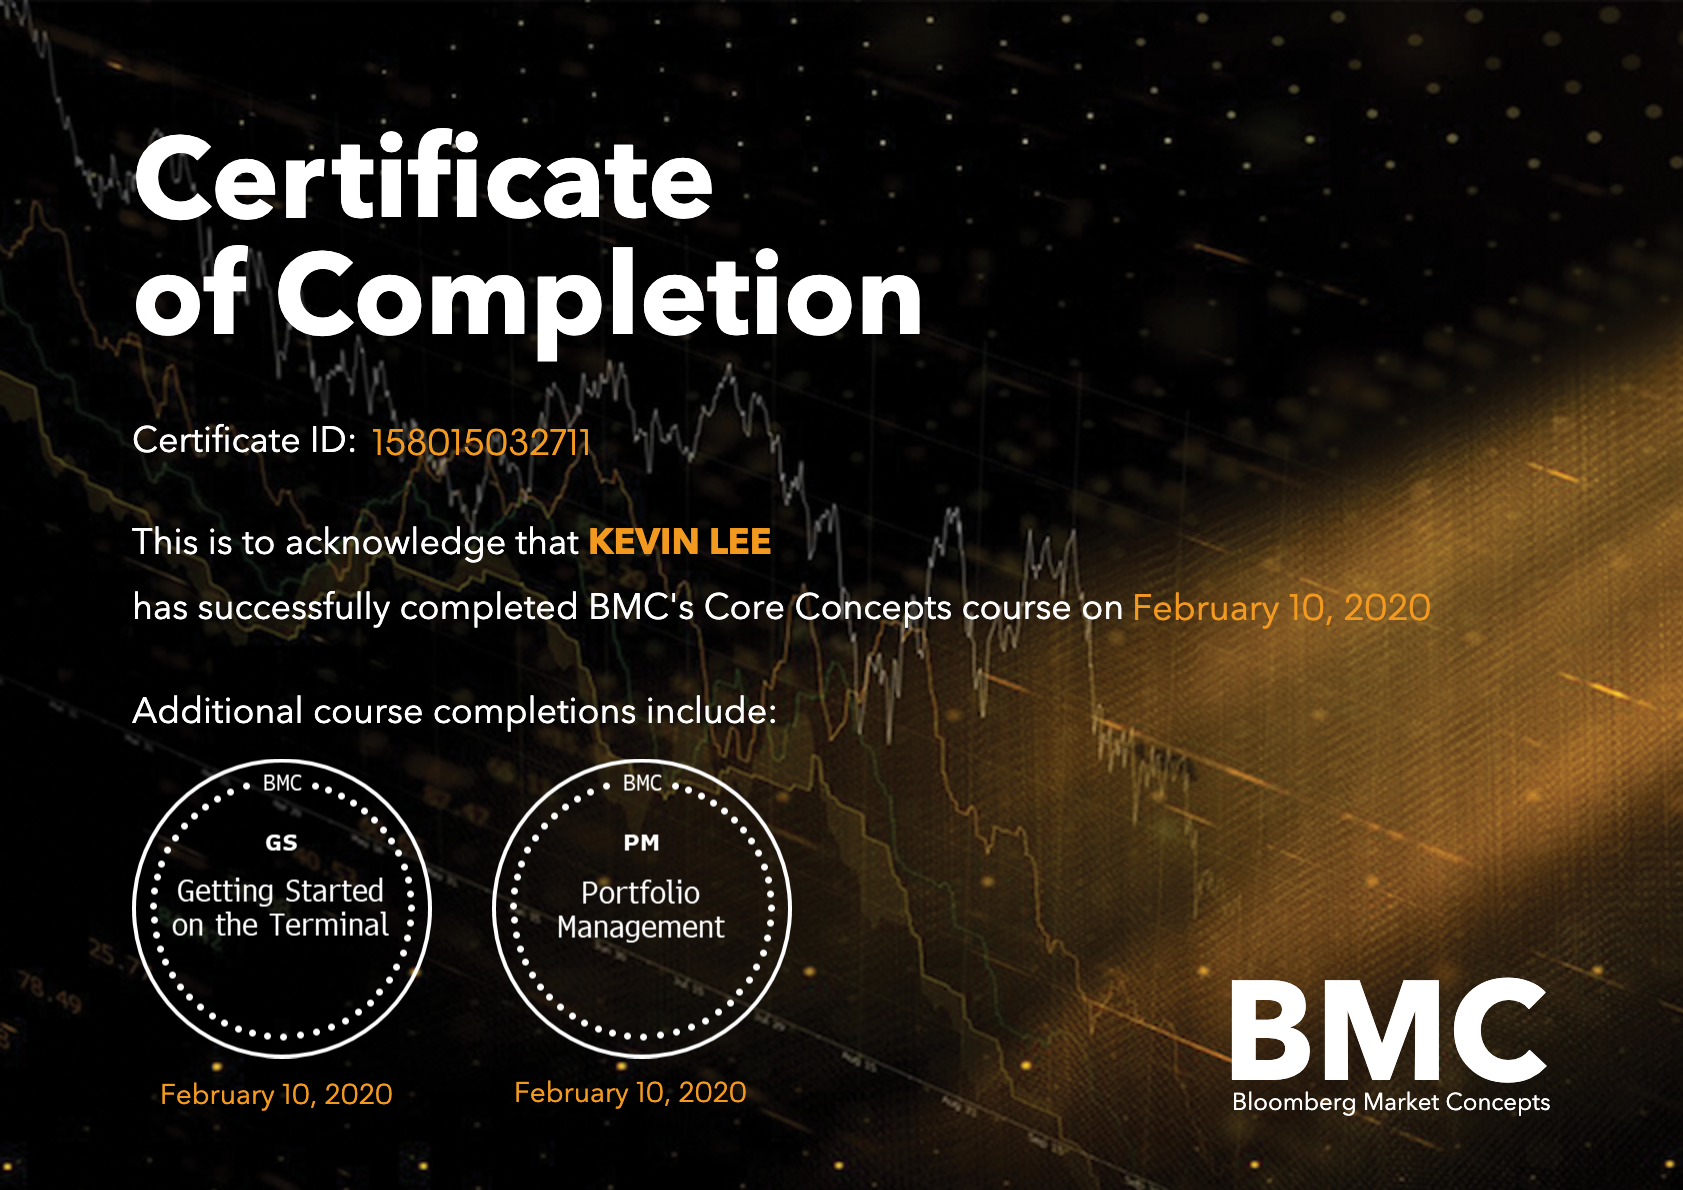 Certificate
of Completion
Certificate ID: 158015032711
This is to acknowledge that KEVIN LEE
has successfully completed BMC's Core Concepts course on February 10, 2020
Additional course completions include:
BMC
GS
Getting Started
on the Terminal
February 10, 2020
BMC
PM
Portfolio
Management
February 10, 2020
78.49
BMC
Bloomberg Market Concepts